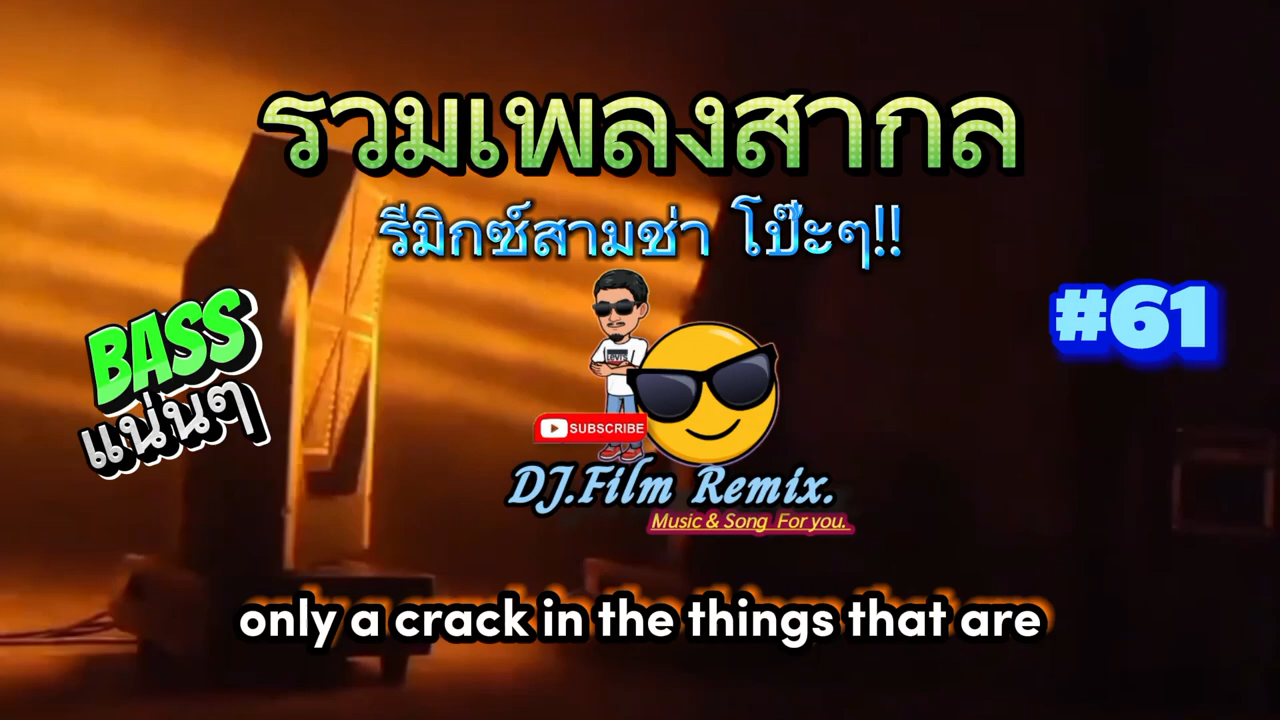 รวมเพลงสากล
รีมิกซ์สามช่า โป๊ะๆ!!
BASS
แน่นๆ
#61
LEVI'S
SUBSCRIBE
DJ.Film Remix.
Music & Song For you.
only a crack in the things that are